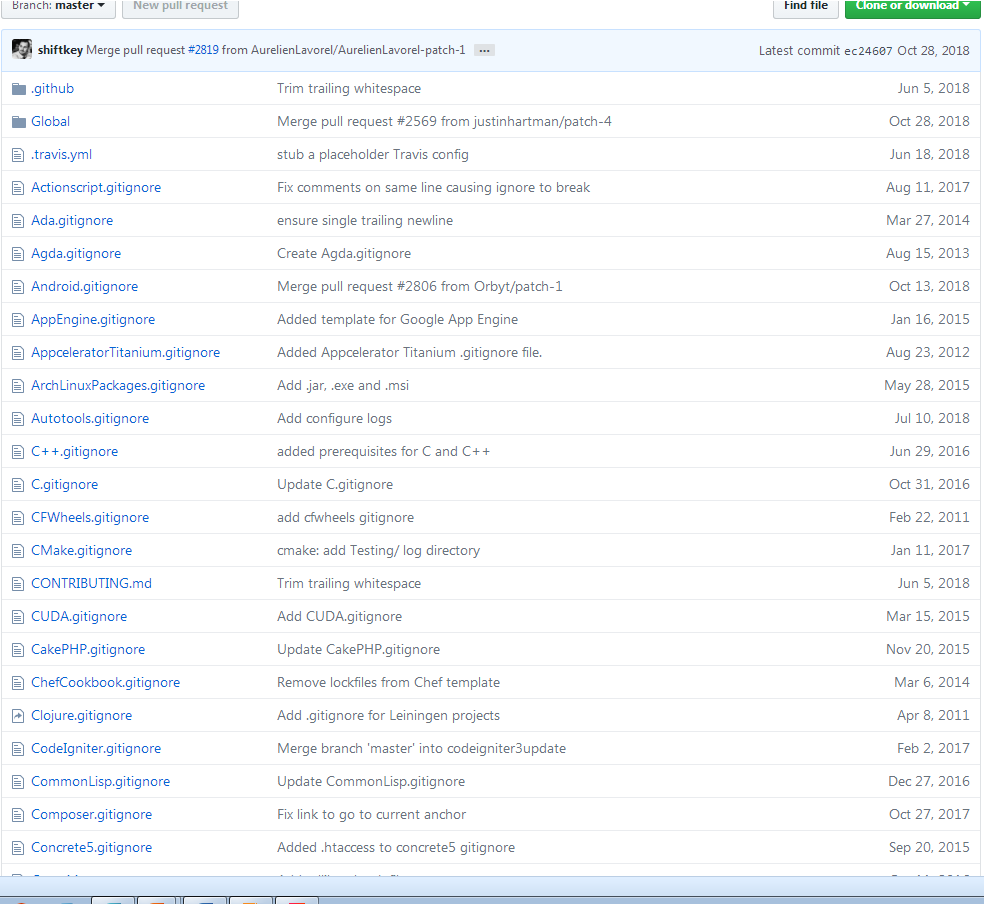 Branch: master New pull request Find file Clone or download
shiftkey Merge pull request #2819 from AurelienLavorel/AurelienLavorel-patch-1 ... Latest commit ec24607 Oct 28, 2018
.github Trim trailing whitespace Jun 5, 2018
Global Merge pull request #2569 from justinhartman/patch-4 Oct 28, 2018
.travis.yml stub a placeholder Travis config Jun 18, 2018
Actionscript.gitignore Fix comments on same line causing ignore to break Aug 11, 2017
Ada.gitignore ensure single trailing newline Mar 27, 2014
Agda.gitignore Create Agda.gitignore Aug 15, 2013
Android.gitignore Merge pull request #2806 from Orbyt/patch-1 Oct 13, 2018
AppEngine.gitignore Added template for Google App Engine Jan 16, 2015
AppceleratorTitanium.gitignore Added Appcelerator Titanium .gitignore file. Aug 23, 2012
ArchLinuxPackages.gitignore Add .jar, .exe and .msi May 28, 2015
Autotools.gitignore Add configure logs Jul 10, 2018
C++.gitignore added prerequisites for C and C++ Jun 29, 2016
C.gitignore Update C.gitignore Oct 31, 2016
CFWheels.gitignore add cfwheels gitignore Feb 22, 2011
CMake.gitignore cmake: add Testing/ log directory Jan 11, 2017
CONTRIBUTING.md Trim trailing whitespace Jun 5, 2018
CUDA.gitignore Add CUDA.gitignore Mar 15, 2015
CakePHP.gitignore Update CakePHP.gitignore Nov 20, 2015
ChefCookbook.gitignore Remove lockfiles from Chef template Mar 6, 2014
Clojure.gitignore Add .gitignore for Leiningen projects Apr 8, 2011
CodeIgniter.gitignore Merge branch 'master' into codeigniter3update Feb 2, 2017
CommonLisp.gitignore Update CommonLisp.gitignore Dec 27, 2016
Composer.gitignore Fix link to go to current anchor Oct 27, 2017
Concrete5.gitignore Added .htaccess to concrete5 gitignore Sep 20, 2015